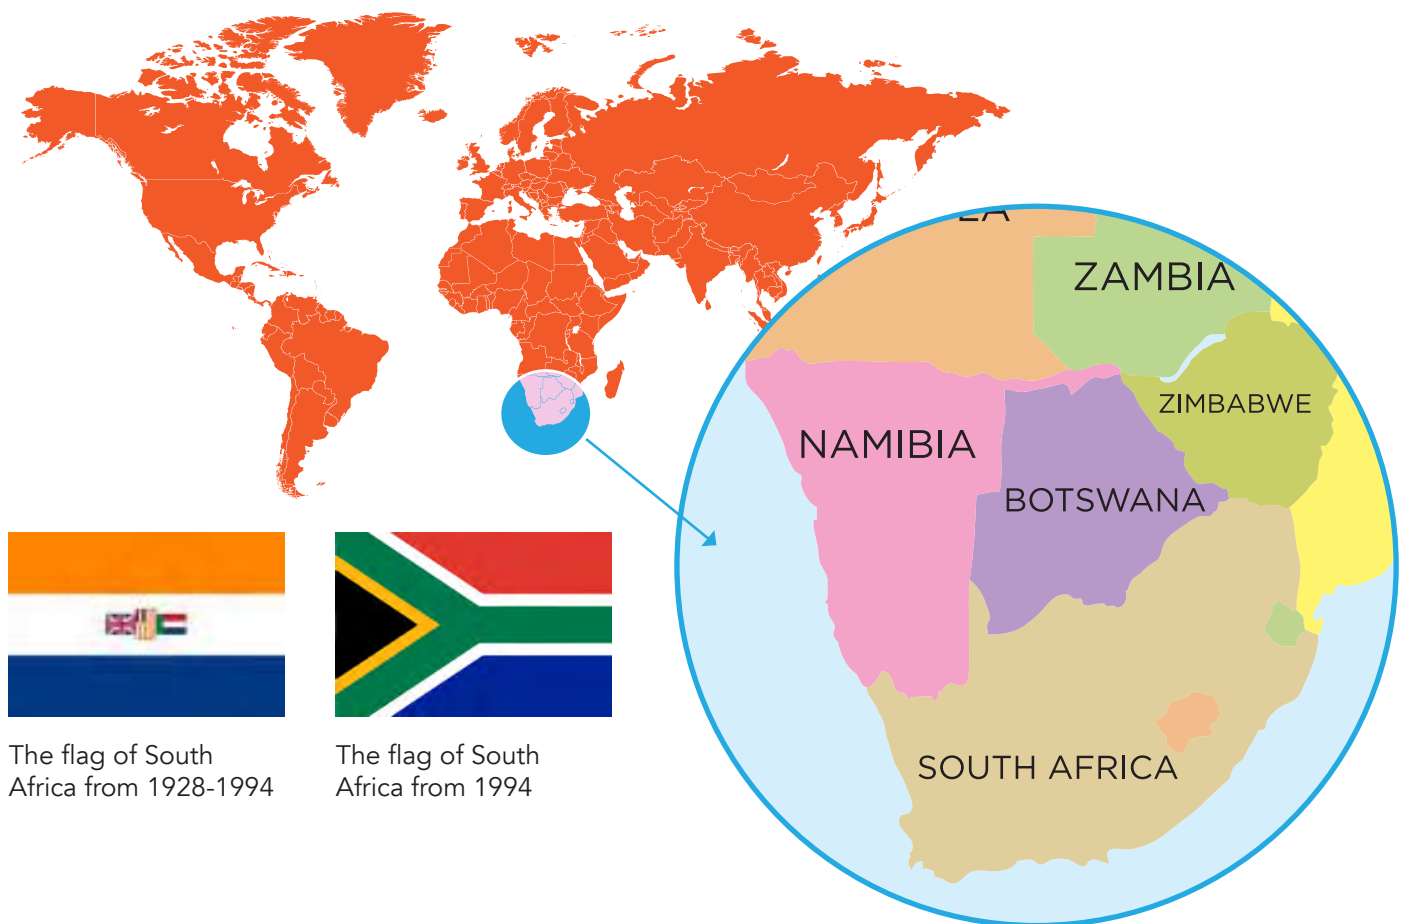 ZAMBIA
ZIMBABWE
NAMIBIA
BOTSWANA
SOUTH AFRICA
The flag of South
Africa from 1928-1994
The flag of South
Africa from 1994